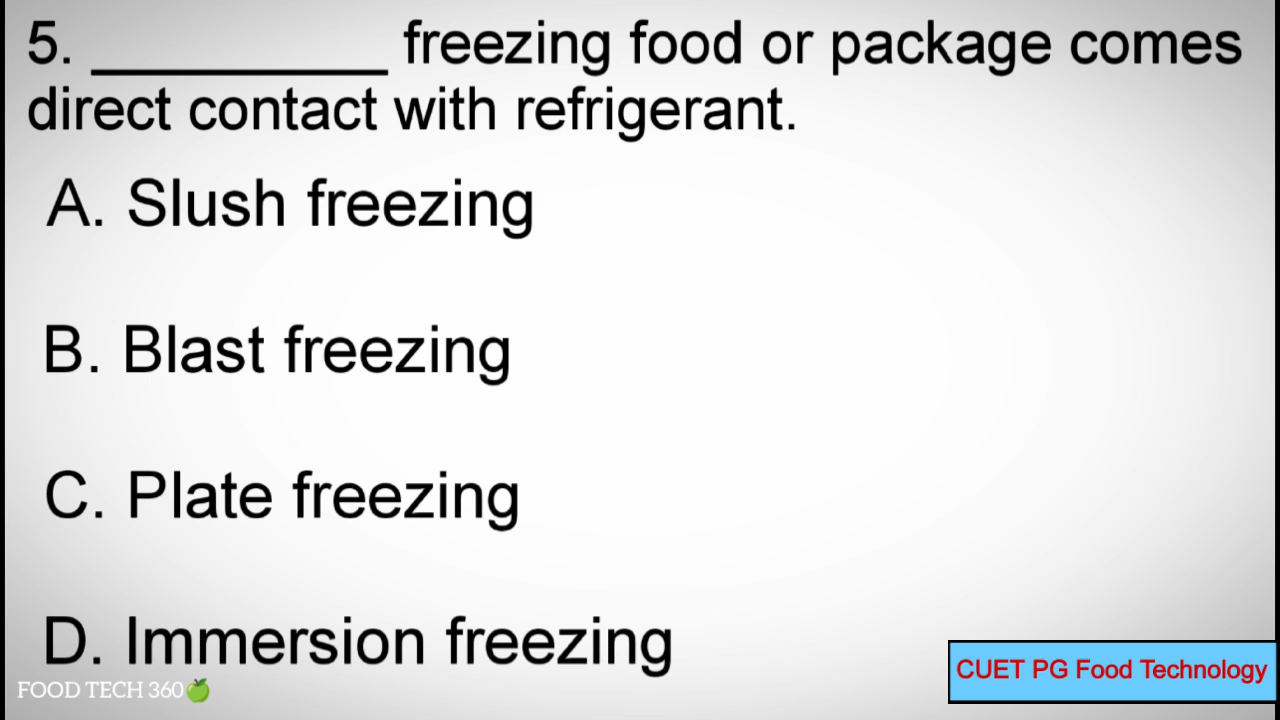 5. __________ freezing food or package comes
direct contact with refrigerant.
A. Slush freezing
B. Blast freezing
C. Plate freezing
D. Immersion freezing
FOOD TECH 360🍏
CUET PG Food Technology